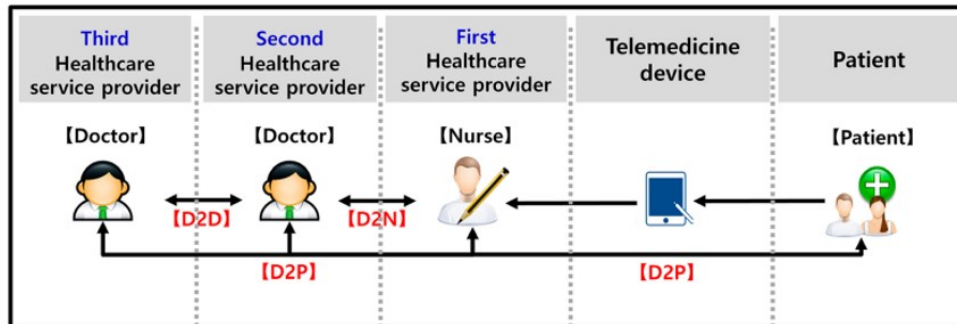 Third
Healthcare
service provider
Second
Healthcare
service provider
First
Healthcare
service provider
Telemedicine
device
Patient
【Doctor】
【Doctor】
【Nurse】
【Patient】
【D2D】
【D2N】
【D2P】
【D2P】